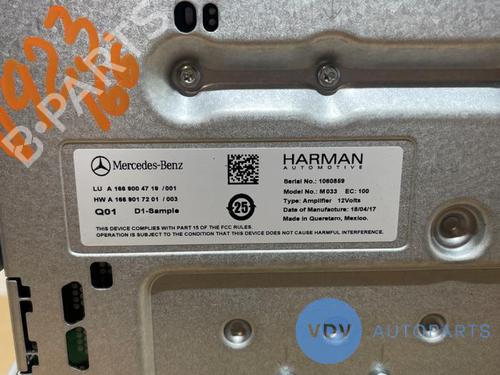 B-PARTS
Mercedes-Benz
HARMAN
AUTOMOTIVE
LU A 166 900 47 19 / 001
HW A 166 901 72 01 / 003
Q01 D1-Sample
25
Serial No.: 1060859
Model No.: M033 EC: 100
Type: Amplifier 12Volts
Date of Manufacture: 18/04/17
Made in Queretaro, Mexico.
THIS DEVICE COMPLIES WITH PART 15 OF THE FCC RULES.
OPERATION IS SUBJECT TO THE CONDITION THAT THIS DEVICE DOES NOT CAUSE HARMFUL INTERFERENCE.
VDV AUTOPARTS